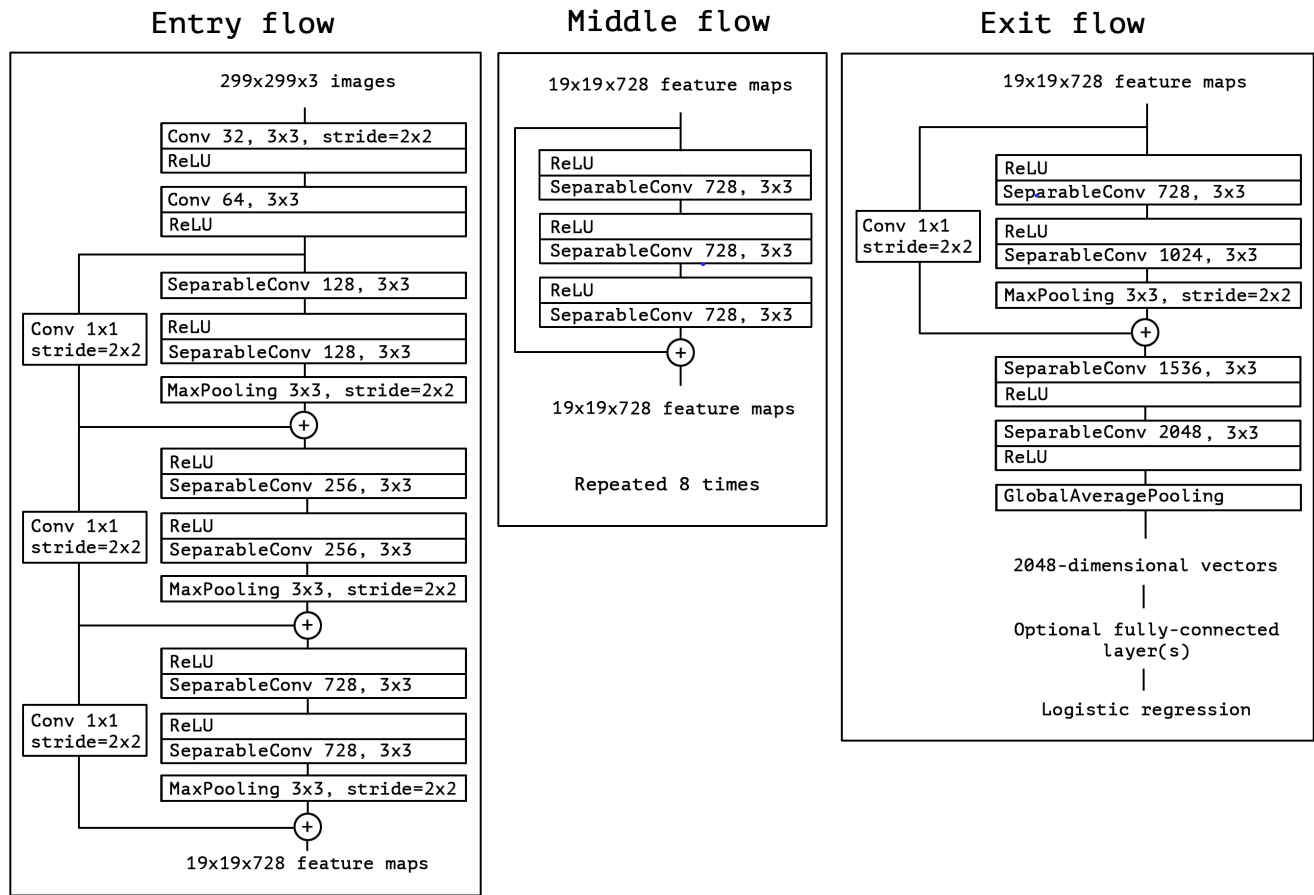 Entry flow
299x299x3 images
Conv 32, 3x3, stride=2x2
ReLU
Conv 64, 3x3
ReLU
SeparableConv 128, 3x3
Conv 1x1
stride=2x2
ReLU
SeparableConv 128, 3x3
MaxPooling 3x3, stride=2x2
+
ReLU
SeparableConv 256, 3x3
Conv 1x1
stride=2x2
ReLU
SeparableConv 256, 3x3
MaxPooling 3x3, stride=2x2
+
ReLU
SeparableConv 728, 3x3
Conv 1x1
stride=2x2
ReLU
SeparableConv 728, 3x3
MaxPooling 3x3, stride=2x2
+
19x19x728 feature maps
Middle flow
19x19x728 feature maps
ReLU
SeparableConv 728, 3x3
ReLU
SeparableConv 728, 3x3
ReLU
SeparableConv 728, 3x3
+
19x19x728 feature maps
Repeated 8 times
Exit flow
19x19x728 feature maps
ReLU
SeparableConv 728, 3x3
Conv 1x1
stride=2x2
ReLU
SeparableConv 1024, 3x3
MaxPooling 3x3, stride=2x2
+
SeparableConv 1536, 3x3
ReLU
SeparableConv 2048, 3x3
ReLU
GlobalAveragePooling
2048-dimensional vectors
Optional fully-connected
layer(s)
Logistic regression